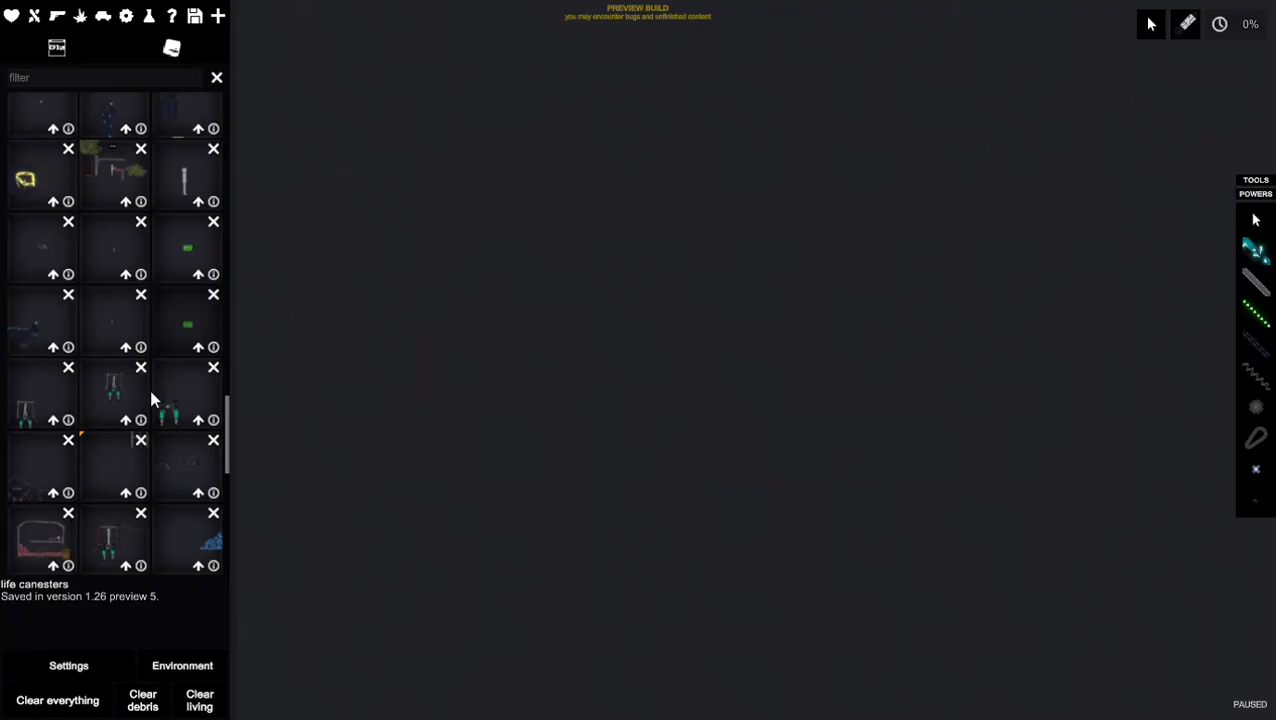 PREVIEW BUILD
you may encounter bugs and unfinished content
0%
filter
TOOLS
POWERS
life canesters
Saved in version 1.26 preview 5.
Settings
Environment
Clear everything
Clear debris
Clear living
PAUSED